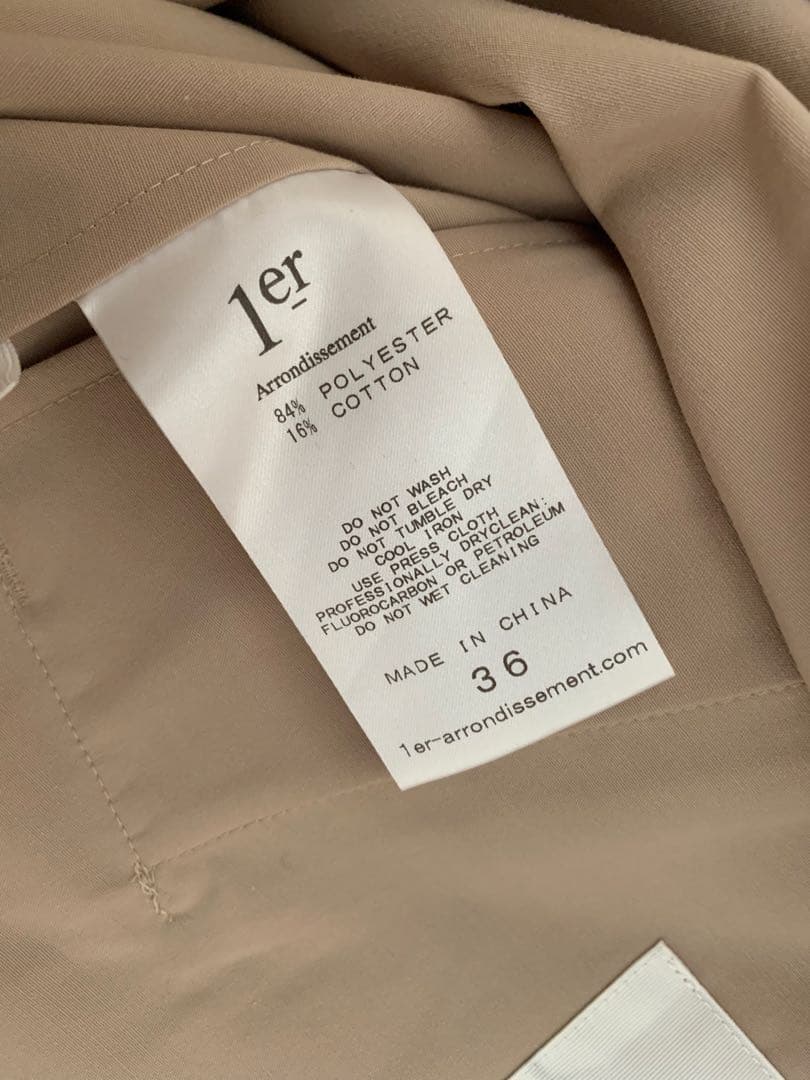 1er
Arrondissement
84% POLYESTER
16% COTTON
DO NOT WASH
DO NOT BLEACH
DO NOT TUMBLE DRY
COOL IRON
USE PRESS CLOTH
PROFESSIONALLY DRYCLEAN:
FLUOROCARBON OR PETROLEUM
DO NOT WET CLEANING
MADE IN CHINA
36
1er-arrondissement.com